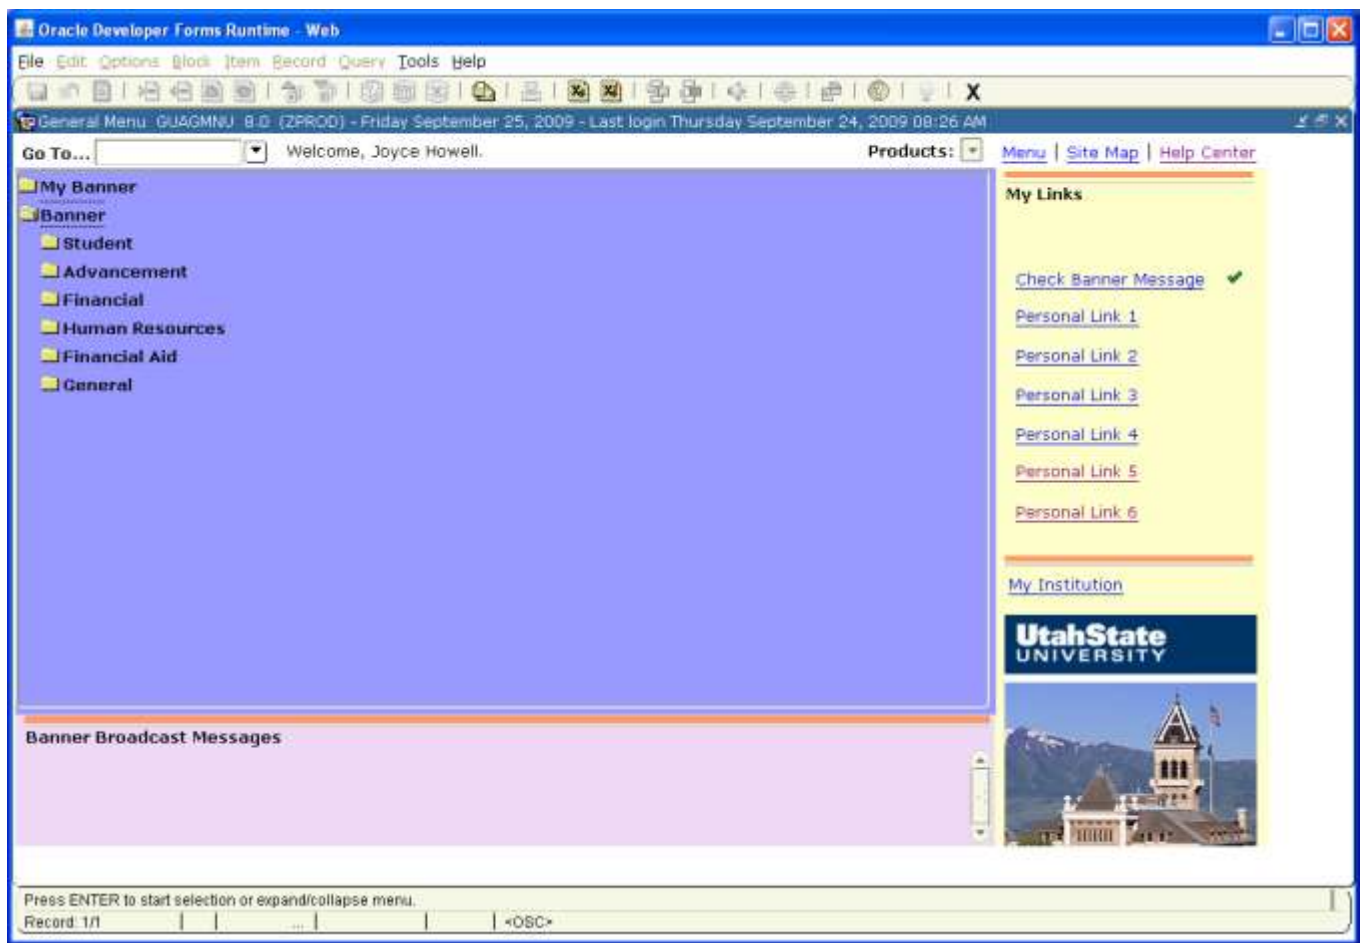 Oracle Developer Forms Runtime - Web
File Edit Options Block Item Record Query Tools Help
X
General Menu GUAGMNU 8.0 (ZPROD) - Friday September 25, 2009 - Last login Thursday September 24, 2009 08:26 AM
Go To... Welcome, Joyce Howell. Products: Menu | Site Map | Help Center
My Banner
Banner
Student
Advancement
Financial
Human Resources
Financial Aid
General
My Links
Check Banner Message
Personal Link 1
Personal Link 2
Personal Link 3
Personal Link 4
Personal Link 5
Personal Link 6
My Institution
UtahState
UNIVERSITY
Banner Broadcast Messages
Press ENTER to start selection or expand/collapse menu.
Record: 1/1 ... <OSC>